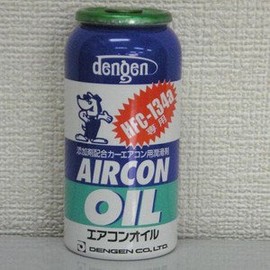 dengen
HFC-134a
専用
添加剤配合カーエアコン用潤滑剤
AIRCON
OIL
エアコンオイル
DENGEN CO., LTD.